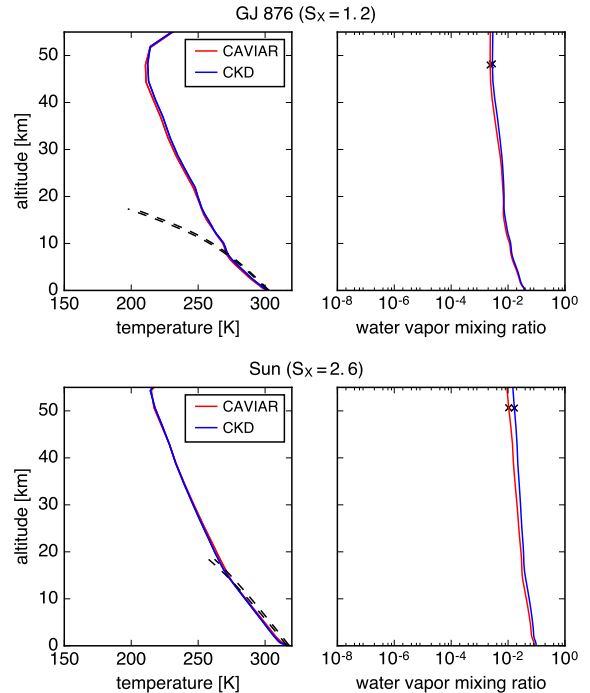 GJ 876 (S_X = 1.2)
CAVIAR
CKD
altitude [km]
50
40
30
20
10
0
150 200 250 300
temperature [K]
10^-8 10^-6 10^-4 10^-2 10^0
water vapor mixing ratio
Sun (S_X = 2.6)
CAVIAR
CKD
altitude [km]
50
40
30
20
10
0
150 200 250 300
temperature [K]
10^-8 10^-6 10^-4 10^-2 10^0
water vapor mixing ratio